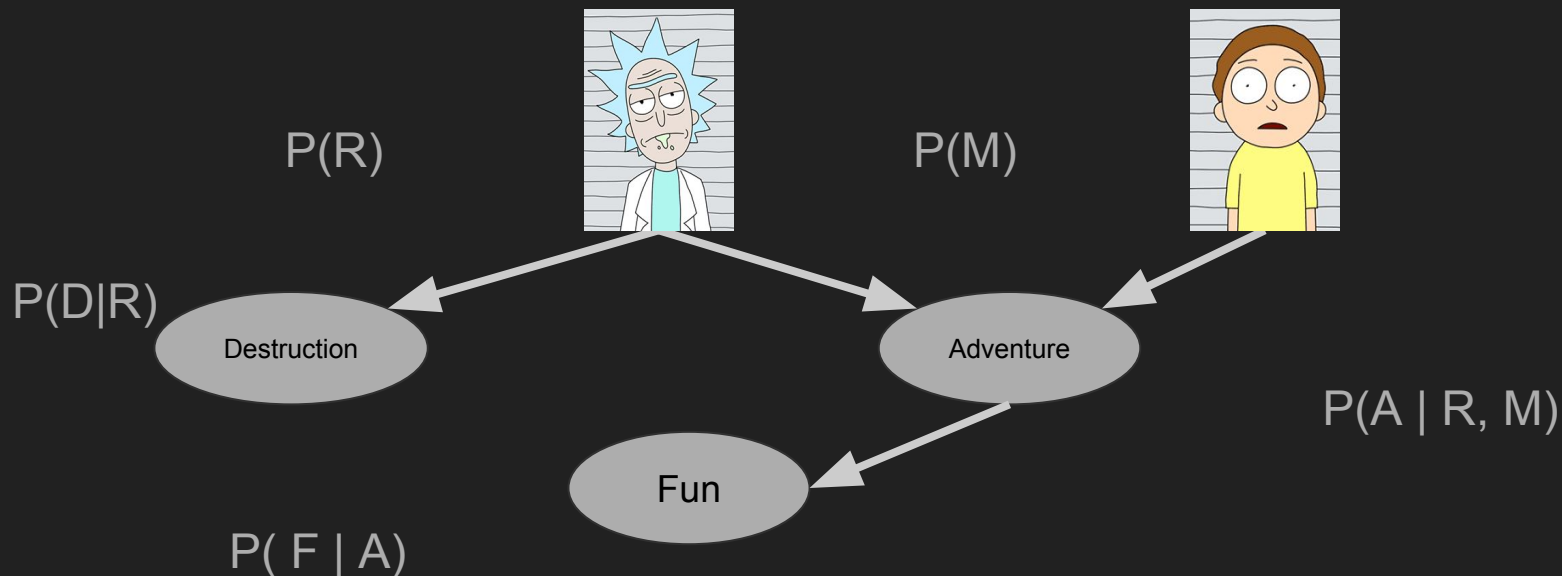 P(R)
P(M)
P(D|R)
Destruction
Adventure
P(A | R, M)
Fun
P( F | A)